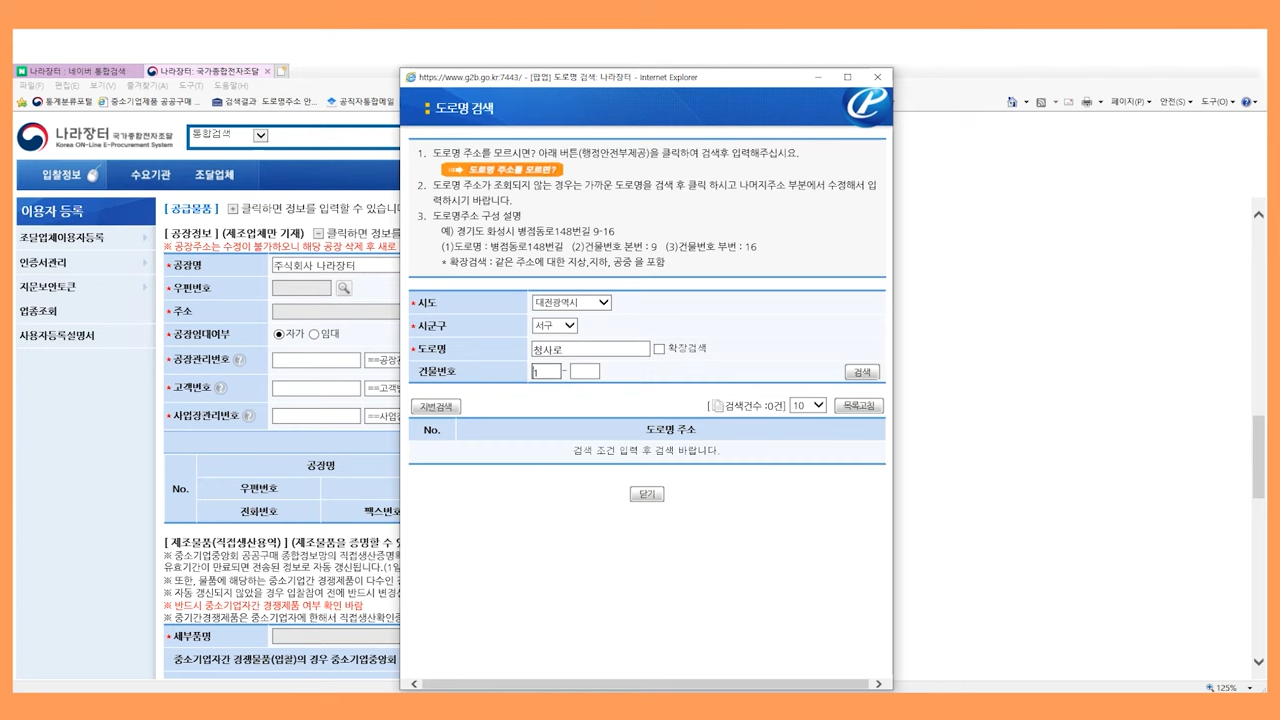 나라장터 : 네이버 통합검색
나라장터: 국가종합전자조달
https://www.g2b.go.kr:7443/ - [팝업] 도로명 검색: 나라장터 - Internet Explorer
파일(F) 편집(E) 보기(V) 즐겨찾기(A) 도구(T) 도움말(H)
통계분류포털 중소기업제품 공공구매 ... 검색결과 도로명주소 안... 공직자통합메일
페이지(P) 안전(S) 도구(O)
도로명 검색
나라장터 국가종합전자조달
Korea ON-Line E-Procurement System
통합검색
입찰정보 수요기관 조달업체
이용자 등록
조달업체이용자등록
인증서관리
지문보안토큰
업종조회
사용자등록설명서
[ 공급물품 ] 클릭하면 정보를 입력할 수 있습니
[ 공장정보 ] (제조업체만 기재) 클릭하면 정보
※ 공장주소는 수정이 불가하오니 해당 공장 삭제 후 새로
* 공장명 주식회사 나라장터
* 우편번호
* 주소
* 공장임대여부 자가 임대
* 공장관리번호 ==공장
* 고객번호 ==고객
* 사업장관리번호 ==사업
공장명
No. 우편번호
전화번호 팩스번호
[ 제조물품(직접생산용역) ] (제조물품을 증명할 수
※ 중소기업중앙회 공공구매 종합정보망의 직접생산증명
유효기간이 만료되면 전송된 정보로 자동 갱신됩니다.(1일
※ 또한, 물품에 해당하는 중소기업간 경쟁제품이 다수인
※ 자동 갱신되지 않았을 경우 입찰참여 전에 반드시 변경
※ 반드시 중소기업자간 경쟁제품 여부 확인 바람
※ 중기간경쟁제품은 중소기업자에 한해서 직접생산확인증
* 세부품명
중소기업자간 경쟁물품(입찰)의 경우 중소기업중앙회
1. 도로명 주소를 모르시면? 아래 버튼(행정안전부제공)을 클릭하여 검색후 입력해주십시요.
도로명 주소를 모르면?
2. 도로명 주소가 조회되지 않는 경우는 가까운 도로명을 검색 후 클릭 하시고 나머지주소 부분에서 수정해서 입
력하시기 바랍니다.
3. 도로명주소 구성 설명
예) 경기도 화성시 병점동로148번길 9-16
(1)도로명 : 병점동로148번길 (2)건물번호 본번 : 9 (3)건물번호 부번 : 16
* 확장검색 : 같은 주소에 대한 지상,지하, 공중 을 포함
* 시도 대전광역시
* 시군구 서구
* 도로명 청사로 확장검색
건물번호 1 - 검색
지번검색 [ 검색건수 :0건] 10 목록고침
No. 도로명 주소
검색 조건 입력 후 검색 바랍니다.
닫기
125%